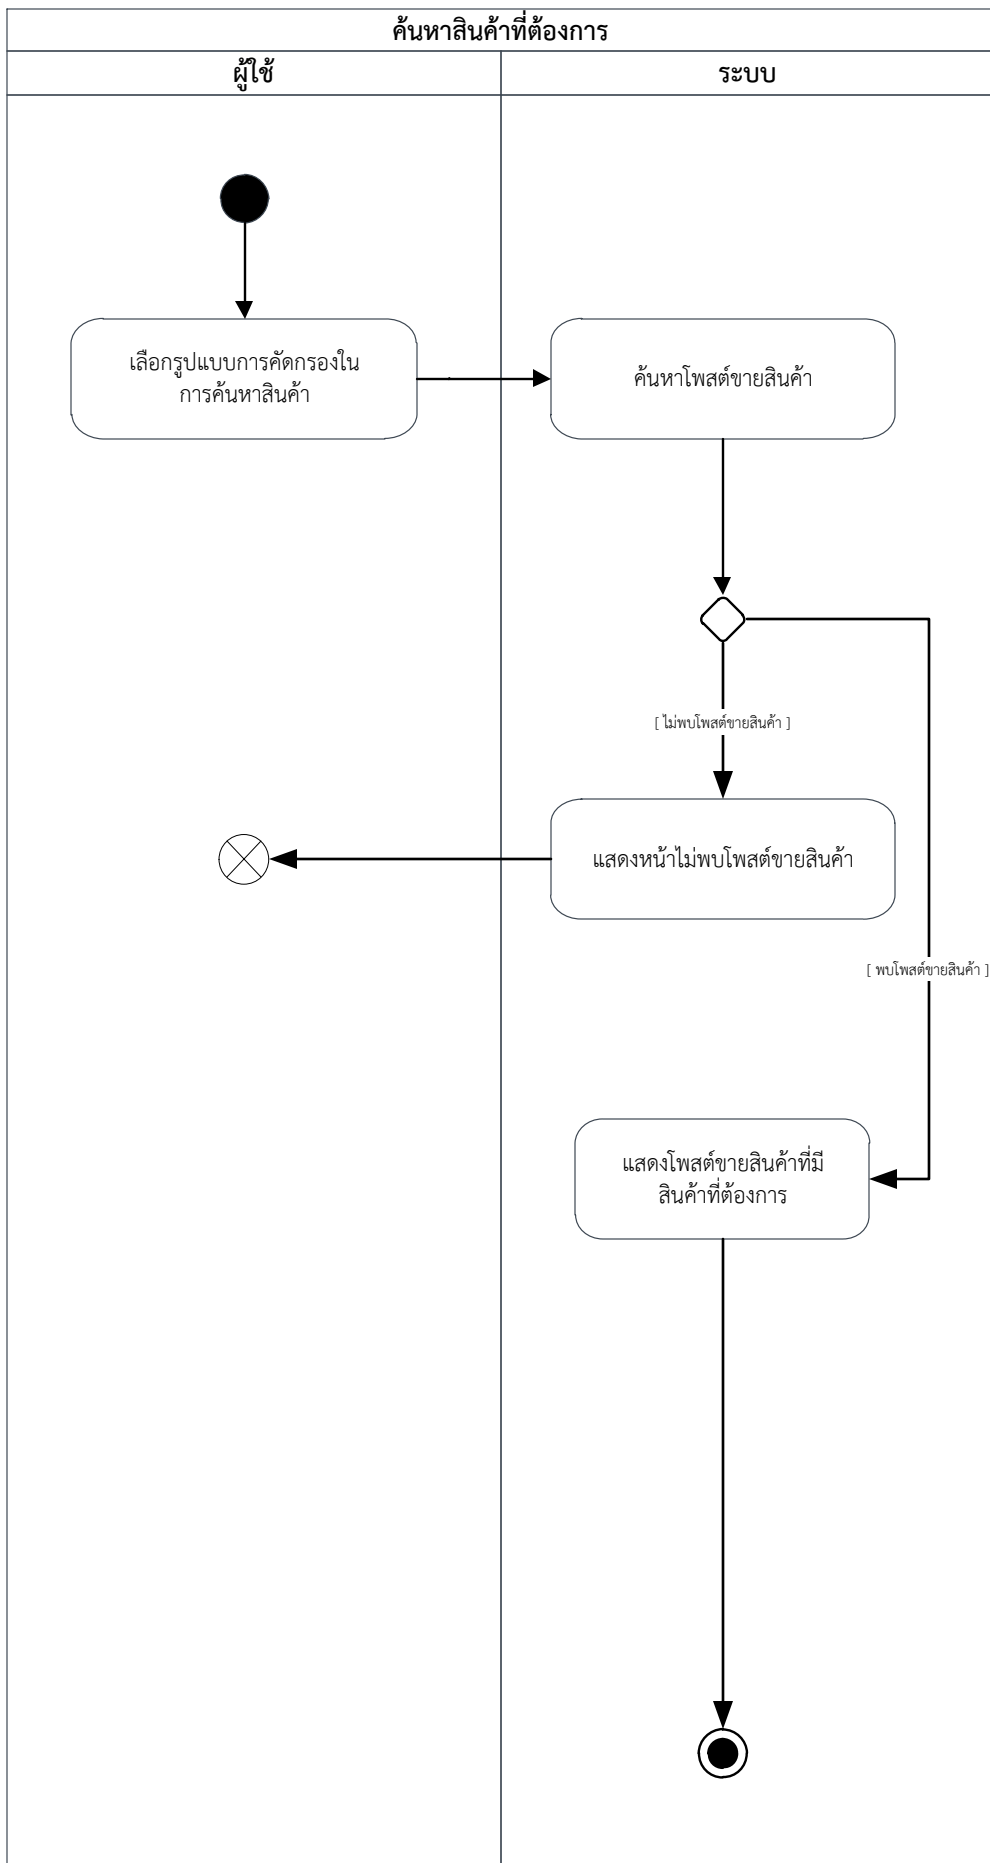 ค้นหาสินค้าที่ต้องการ
ผู้ใช้
ระบบ
เลือกรูปแบบการคัดกรองใน
การค้นหาสินค้า
ค้นหาโพสต์ขายสินค้า
[ ไม่พบโพสต์ขายสินค้า ]
แสดงหน้าไม่พบโพสต์ขายสินค้า
[ พบโพสต์ขายสินค้า ]
แสดงโพสต์ขายสินค้าที่มี
สินค้าที่ต้องการ